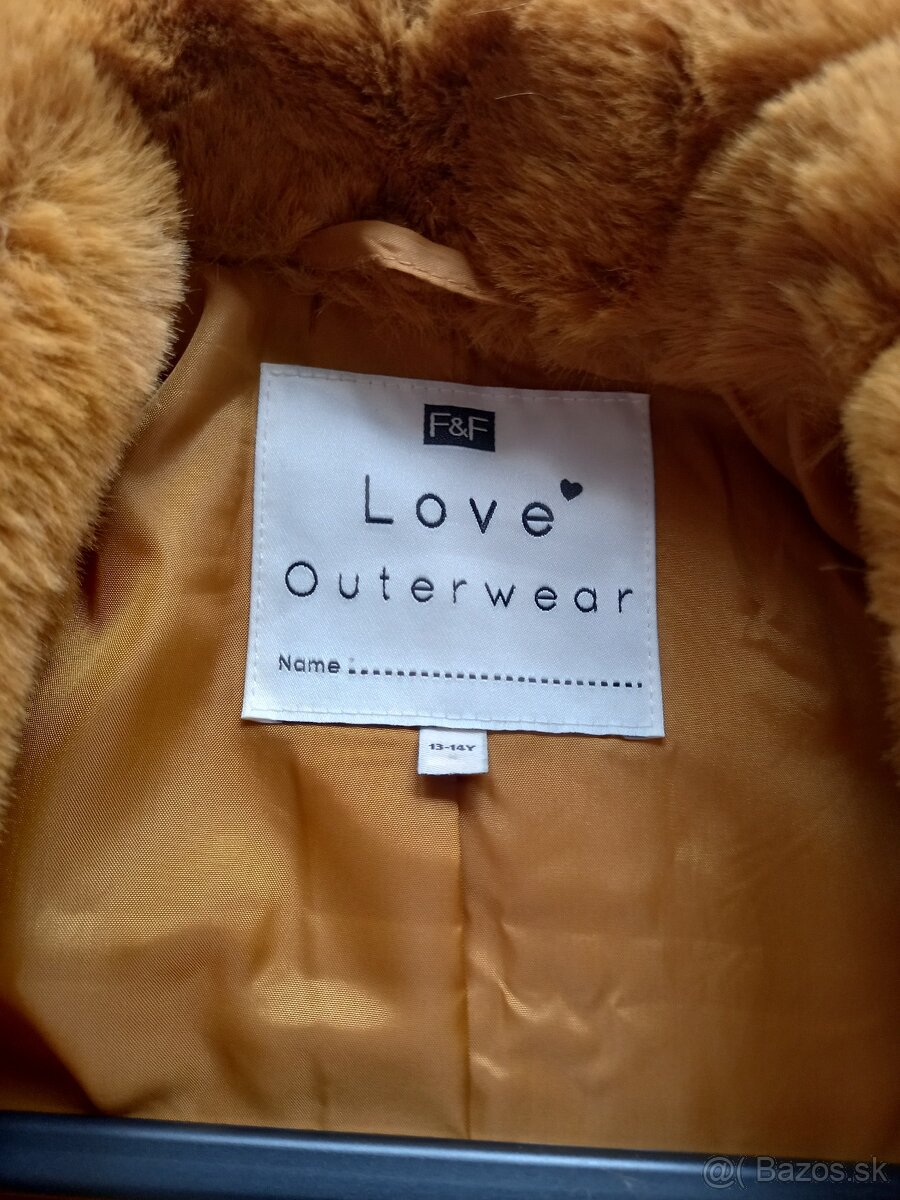 F&F
Love
Outerwear
Name :..............................
13-14Y
@( Bazos.sk